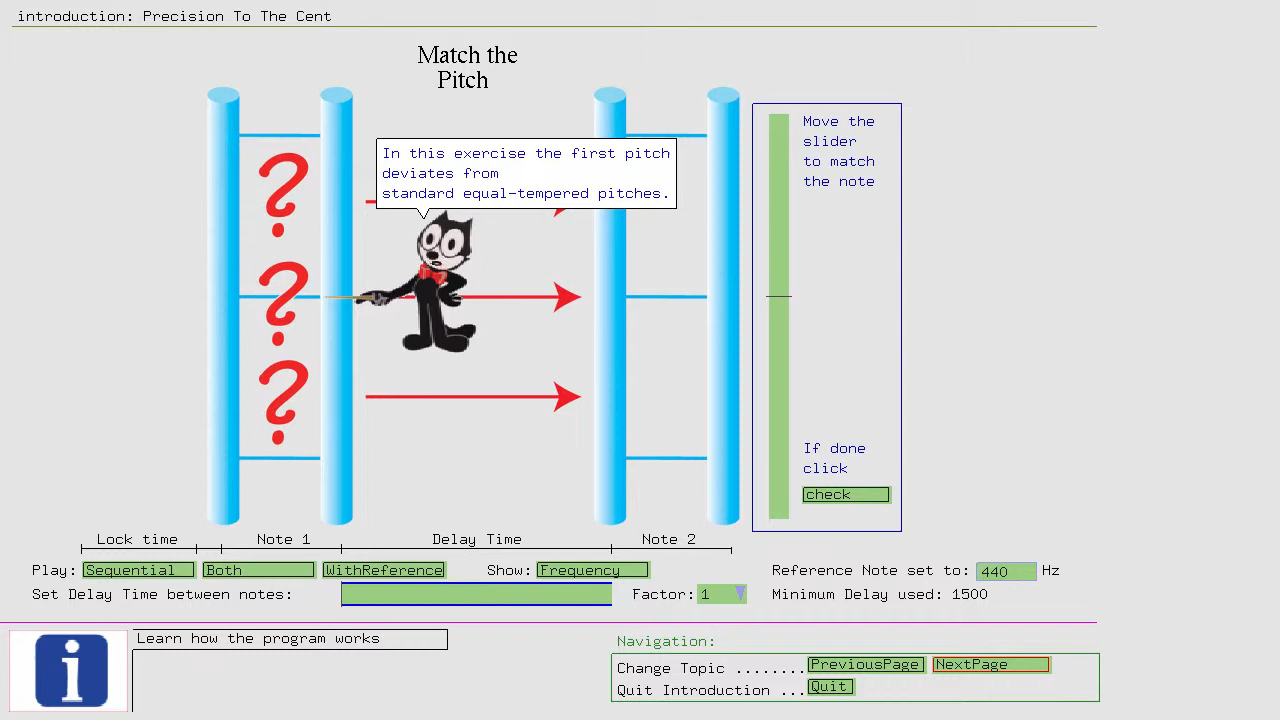 introduction: Precision To The Cent
Match the
Pitch
In this exercise the first pitch
deviates from
standard equal-tempered pitches.
? 
?
?
Move the
slider
to match
the note
If done
click
check
Lock time Note 1 Delay Time Note 2
Play: Sequential Both WithReference Show: Frequency Reference Note set to: 440 Hz
Set Delay Time between notes: Factor: 1 Minimum Delay used: 1500
Learn how the program works
i
Navigation:
Change Topic ........ PreviousPage NextPage
Quit Introduction ... Quit